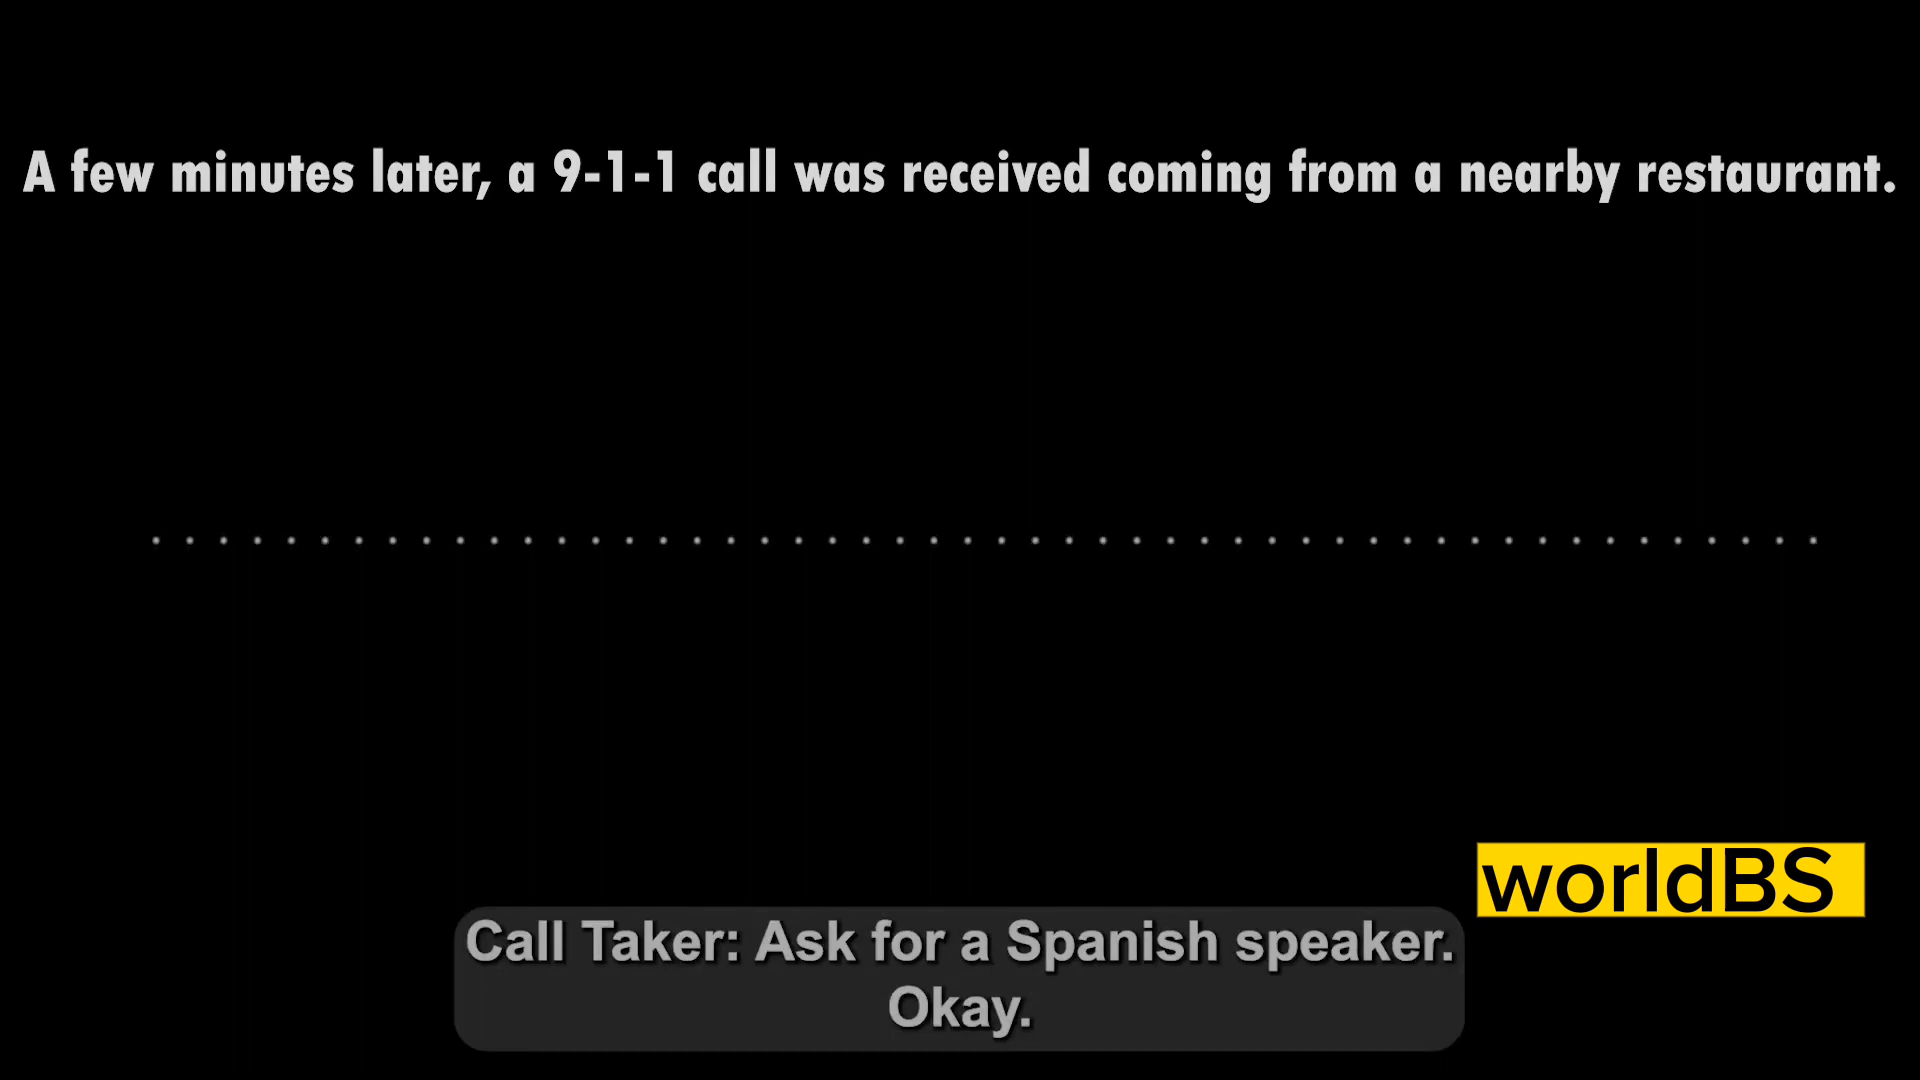 A few minutes later, a 9-1-1 call was received coming from a nearby restaurant.
worldBS
Call Taker: Ask for a Spanish speaker.
Okay.